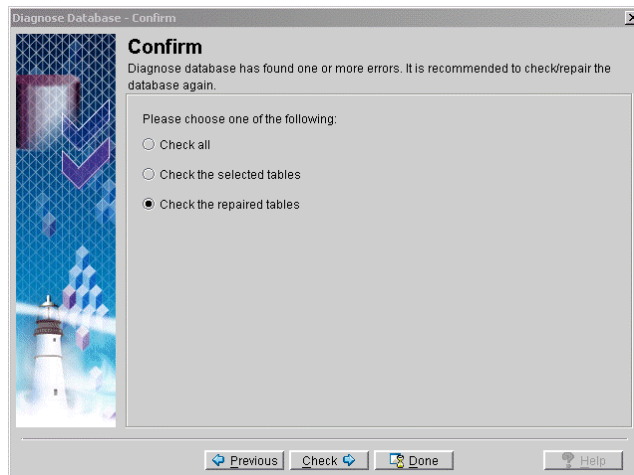 Diagnose Database - Confirm
Confirm
Diagnose database has found one or more errors. It is recommended to check/repair the
database again.
Please choose one of the following:
Check all
Check the selected tables
Check the repaired tables
Previous
Check
Done
Help